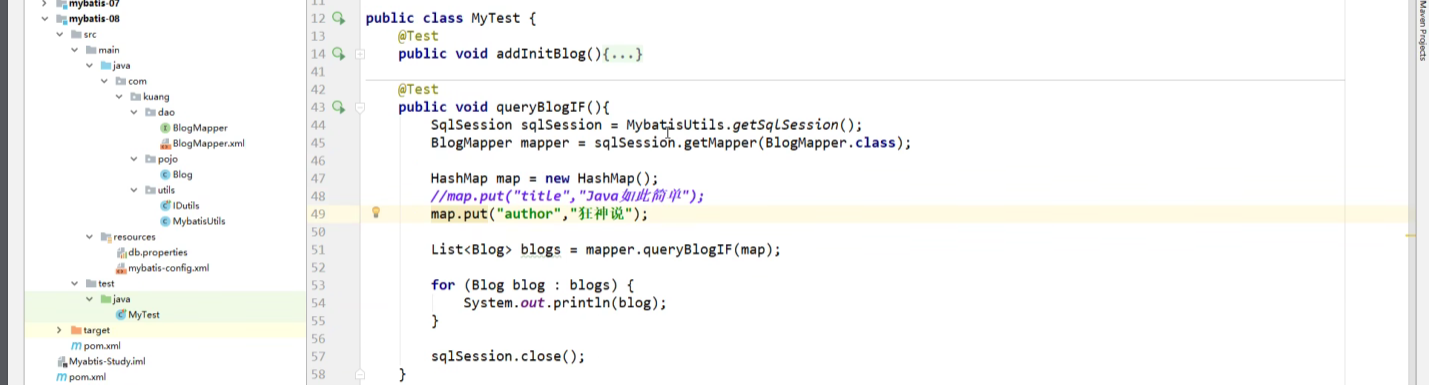 mybatis-07
mybatis-08
src
main
java
com
kuang
dao
BlogMapper
BlogMapper.xml
pojo
Blog
utils
IDutils
MybatisUtils
resources
db.properties
mybatis-config.xml
test
java
MyTest
target
pom.xml
Myabtis-Study.iml
pom.xml
11
12 public class MyTest {
13 @Test
14 public void addInitBlog(){...}
41
42 @Test
43 public void queryBlogIF(){
44 SqlSession sqlSession = MybatisUtils.getSqlSession();
45 BlogMapper mapper = sqlSession.getMapper(BlogMapper.class);
46
47 HashMap map = new HashMap();
48 //map.put("title","Java如此简单");
49 map.put("author","狂神说");
50
51 List<Blog> blogs = mapper.queryBlogIF(map);
52
53 for (Blog blog : blogs) {
54 System.out.println(blog);
55 }
56
57 sqlSession.close();
58 }
Maven Projects